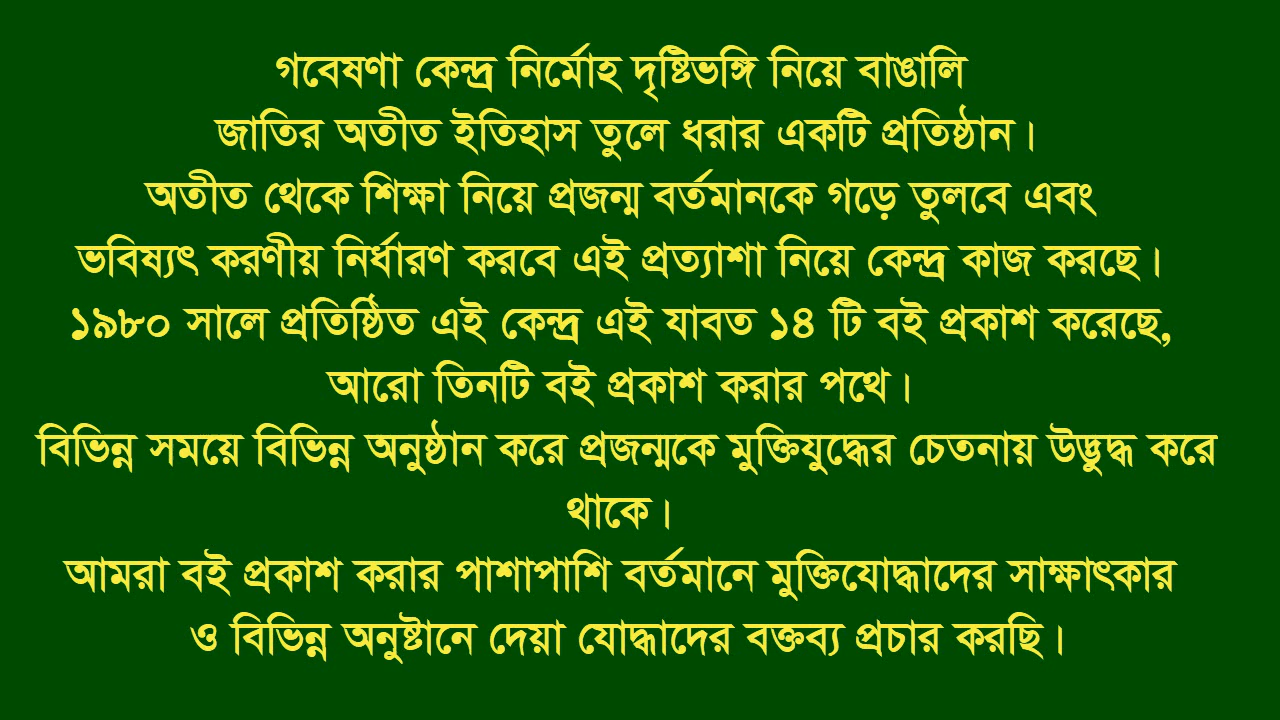 গবেষণা কেন্দ্র নির্মোহ দৃষ্টিভঙ্গি নিয়ে বাঙালি
জাতির অতীত ইতিহাস তুলে ধরার একটি প্রতিষ্ঠান।
অতীত থেকে শিক্ষা নিয়ে প্রজন্ম বর্তমানকে গড়ে তুলবে এবং
ভবিষ্যৎ করণীয় নির্ধারণ করবে এই প্রত্যাশা নিয়ে কেন্দ্র কাজ করছে।
১৯৮০ সালে প্রতিষ্ঠিত এই কেন্দ্র এই যাবত ১৪ টি বই প্রকাশ করেছে,
আরো তিনটি বই প্রকাশ করার পথে।
বিভিন্ন সময়ে বিভিন্ন অনুষ্ঠান করে প্রজন্মকে মুক্তিযুদ্ধের চেতনায় উদ্ভুদ্ধ করে
থাকে।
আমরা বই প্রকাশ করার পাশাপাশি বর্তমানে মুক্তিযোদ্ধাদের সাক্ষাৎকার
ও বিভিন্ন অনুষ্টানে দেয়া যোদ্ধাদের বক্তব্য প্রচার করছি।